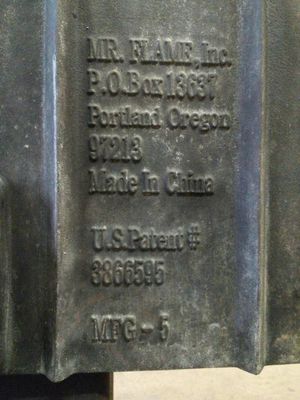 MR. FLAME, Inc.
P.O. Box 13637
Portland Oregon
97213
Made In China
U.S. Patent #
3866595
MFG - 5